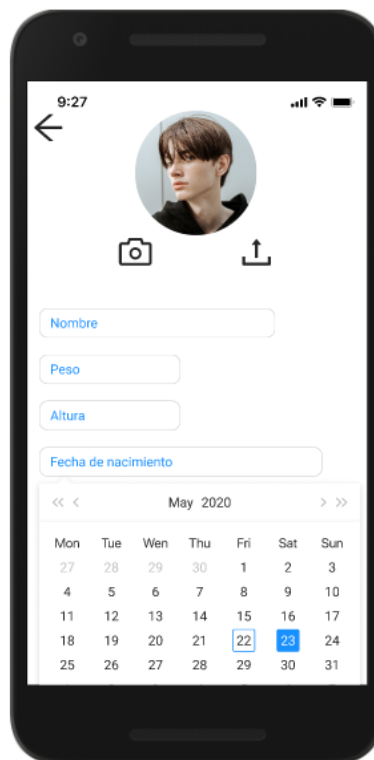 9:27
Nombre
Peso
Altura
Fecha de nacimiento
<< < May 2020 > >>
Mon Tue Wen Thu Fri Sat Sun
27 28 29 30 1 2 3
4 5 6 7 8 9 10
11 12 13 14 15 16 17
18 19 20 21 22 23 24
25 26 27 28 29 30 31